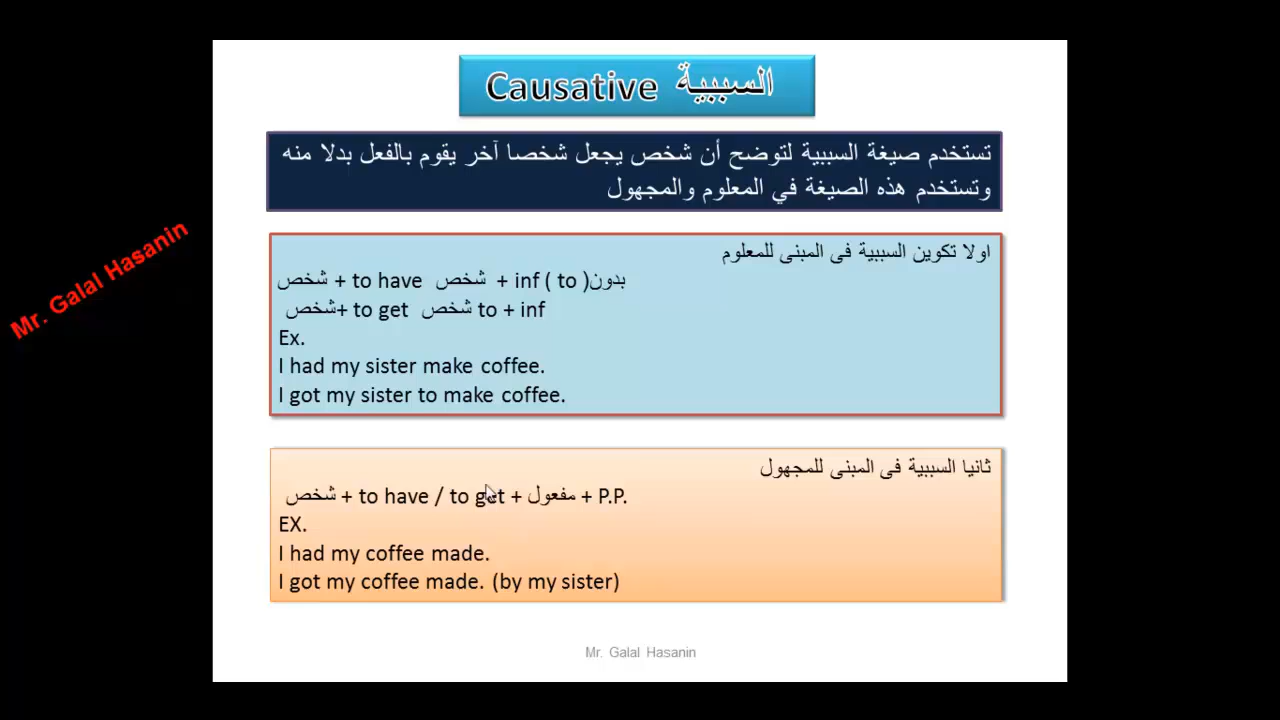 Causative السببية
تستخدم صيغة السببية لتوضح أن شخص يجعل شخصا آخر يقوم بالفعل بدلا منه
وتستخدم هذه الصيغة في المعلوم والمجهول
Mr. Galal Hasanin
اولا تكوين السببية فى المبنى للمعلوم
شخص + to have شخص + inf ( to )بدون
شخص+ to get شخص to + inf
Ex.
I had my sister make coffee.
I got my sister to make coffee.
ثانيا السببية فى المبنى للمجهول
شخص + to have / to get + مفعول + P.P.
EX.
I had my coffee made.
I got my coffee made. (by my sister)
Mr. Galal Hasanin